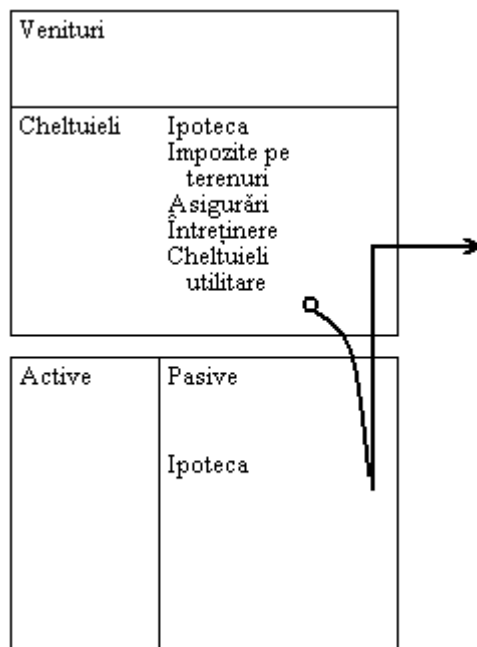 Venituri
Cheltuieli
Ipoteca
Impozite pe
terenuri
Asigurări
Întreținere
Cheltuieli
utilitare
Active
Pasive
Ipoteca